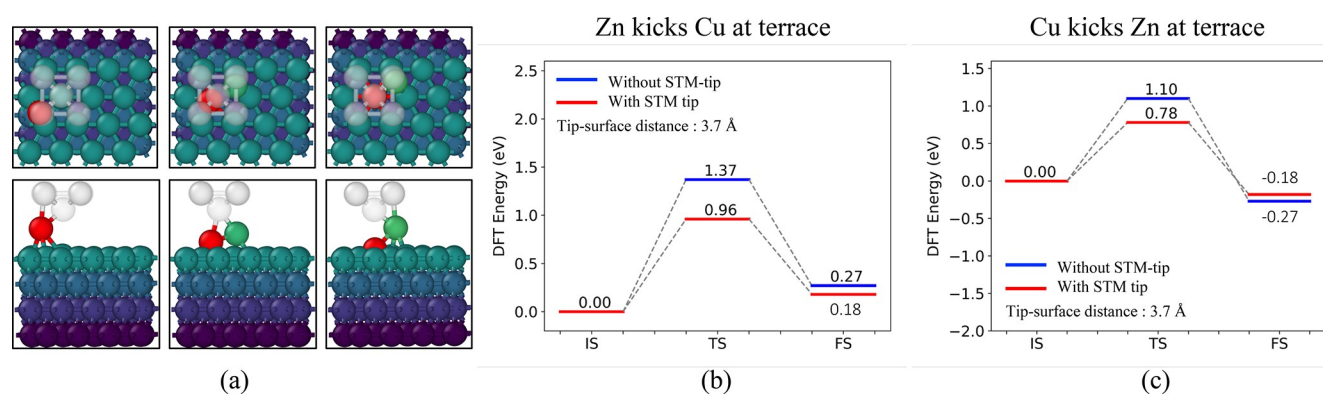 Zn kicks Cu at terrace
Cu kicks Zn at terrace
2.5
2.0
1.5
1.0
0.5
0.0
DFT Energy (eV)
Without STM-tip
With STM tip
Tip-surface distance : 3.7 Å
0.00
1.37
0.96
0.27
0.18
IS
TS
FS
1.5
1.0
0.5
0.0
−0.5
−1.0
−1.5
−2.0
DFT Energy (eV)
0.00
1.10
0.78
-0.18
-0.27
Without STM-tip
With STM tip
Tip-surface distance : 3.7 Å
IS
TS
FS
(a)
(b)
(c)